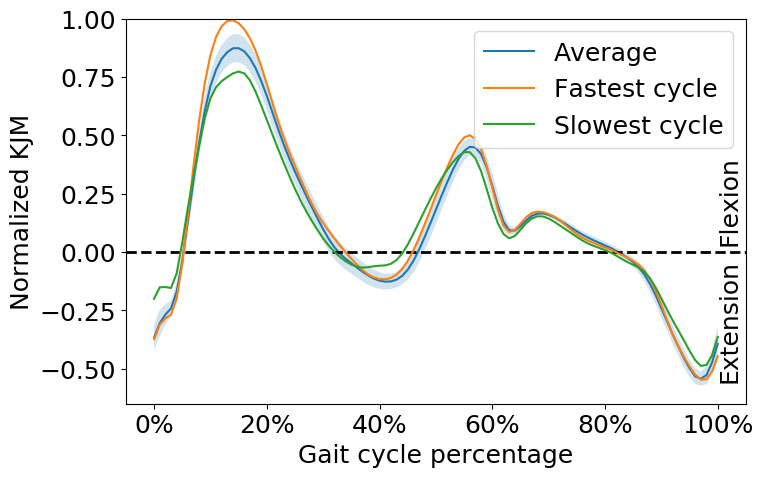 1.00
0.75
0.50
0.25
0.00
−0.25
−0.50
Normalized KJM
Average
Fastest cycle
Slowest cycle
Extension Flexion
0% 20% 40% 60% 80% 100%
Gait cycle percentage